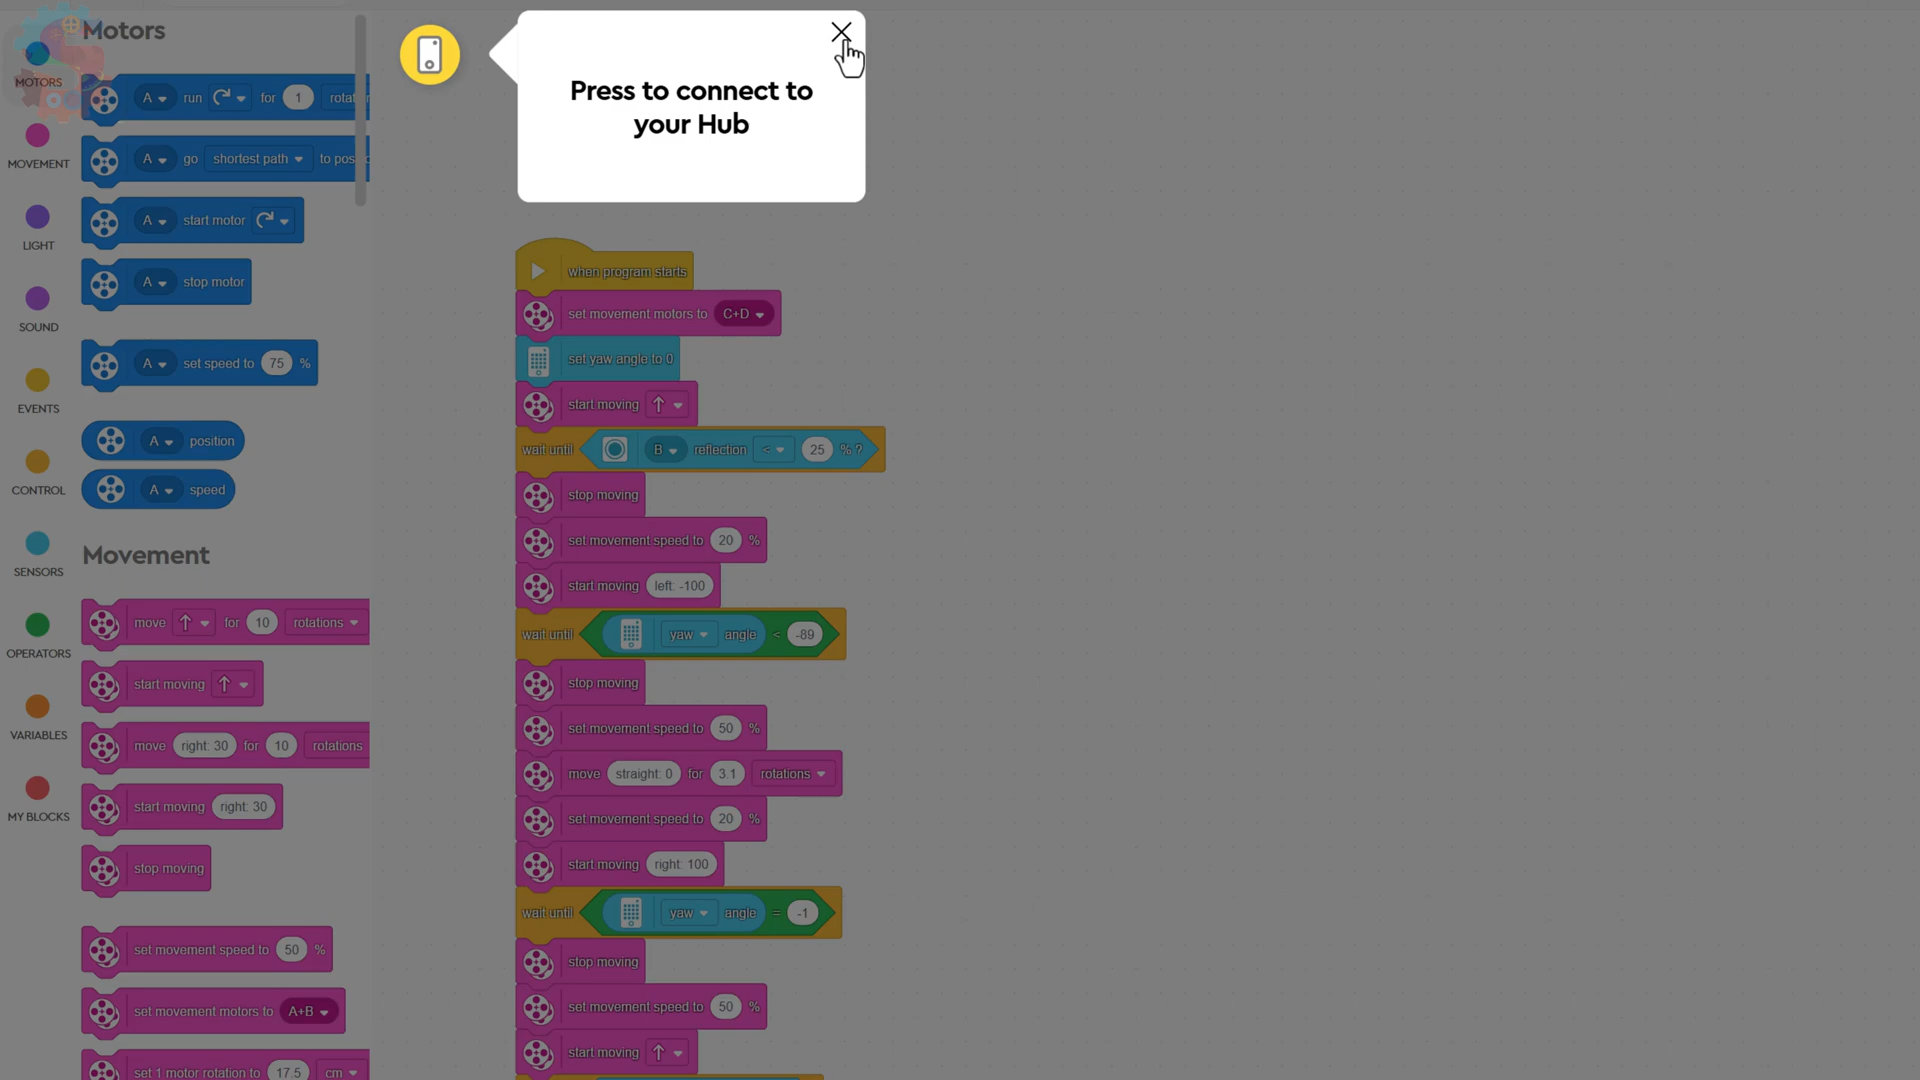 Motors
MOTORS
A run for 1 rotat
A go shortest path to pos
A start motor
A stop motor
A set speed to 75 %
A position
A speed
Movement
move for 10 rotations
start moving
move right: 30 for 10 rotations
start moving right: 30
stop moving
set movement speed to 50 %
set movement motors to A+B
set 1 motor rotation to 17.5 cm
MOVEMENT
LIGHT
SOUND
EVENTS
CONTROL
SENSORS
OPERATORS
VARIABLES
MY BLOCKS
Press to connect to
your Hub
when program starts
set movement motors to C+D
set yaw angle to 0
start moving
wait until B reflection < 25 % ?
stop moving
set movement speed to 20 %
start moving left: -100
wait until yaw angle < -89
stop moving
set movement speed to 50 %
move straight: 0 for 3.1 rotations
set movement speed to 20 %
start moving right: 100
wait until yaw angle = -1
stop moving
set movement speed to 50 %
start moving